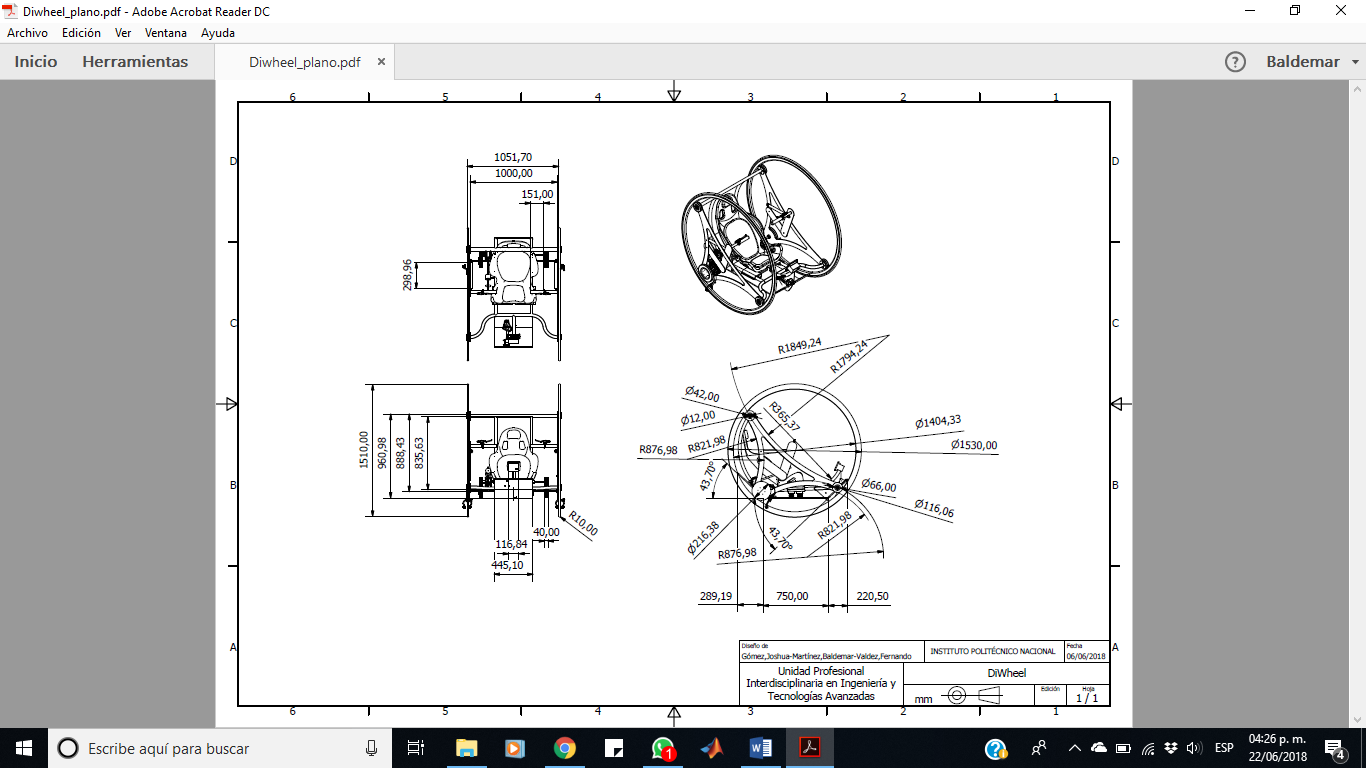 Diwheel_plano.pdf - Adobe Acrobat Reader DC
Archivo Edición Ver Ventana Ayuda
Inicio Herramientas Diwheel_plano.pdf × ? Baldemar
6 5 4 3 2 1
D D
C C
B B
A A
1051,70
1000,00
151,00
298,96
1510,00
960,98
888,43
835,63
R10,00
40,00
116,84
445,10
R1849,24
R1794,24
Ø42,00
Ø12,00
R365,37
Ø1404,33
Ø1530,00
R876,98
R821,98
43,70°
Ø66,00
Ø116,06
Ø216,38
43,70°
R821,98
R876,98
289,19 750,00 220,50
Diseño de
Gómez,Joshua-Martínez,Baldemar-Valdez,Fernando
INSTITUTO POLITÉCNICO NACIONAL
Fecha
06/06/2018
Unidad Profesional
Interdisciplinaria en Ingeniería y
Tecnologías Avanzadas
DiWheel
mm
Edición
Hoja
1 / 1
6 5 4 3 2 1
Escribe aquí para buscar
1
ESP
04:26 p. m.
22/06/2018
4